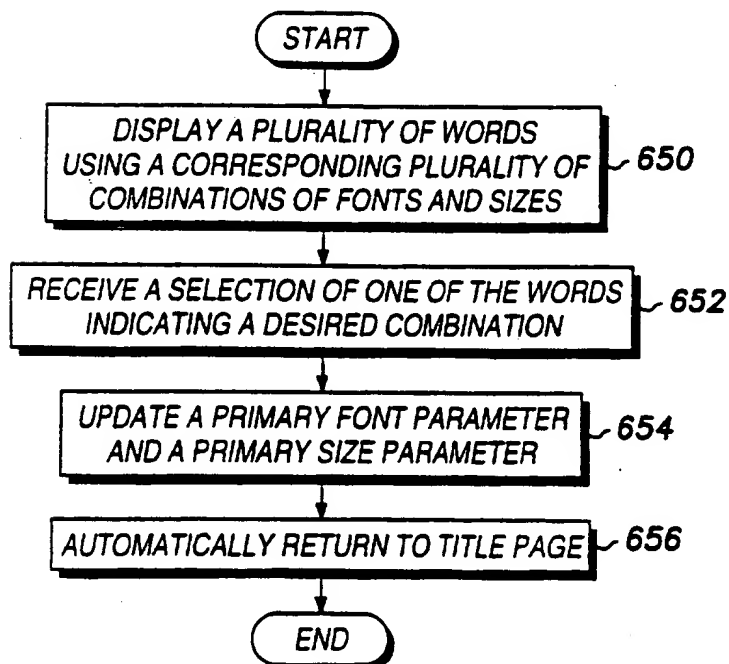 START
DISPLAY A PLURALITY OF WORDS
USING A CORRESPONDING PLURALITY OF
COMBINATIONS OF FONTS AND SIZES
650
RECEIVE A SELECTION OF ONE OF THE WORDS
INDICATING A DESIRED COMBINATION
652
UPDATE A PRIMARY FONT PARAMETER
AND A PRIMARY SIZE PARAMETER
654
AUTOMATICALLY RETURN TO TITLE PAGE
656
END